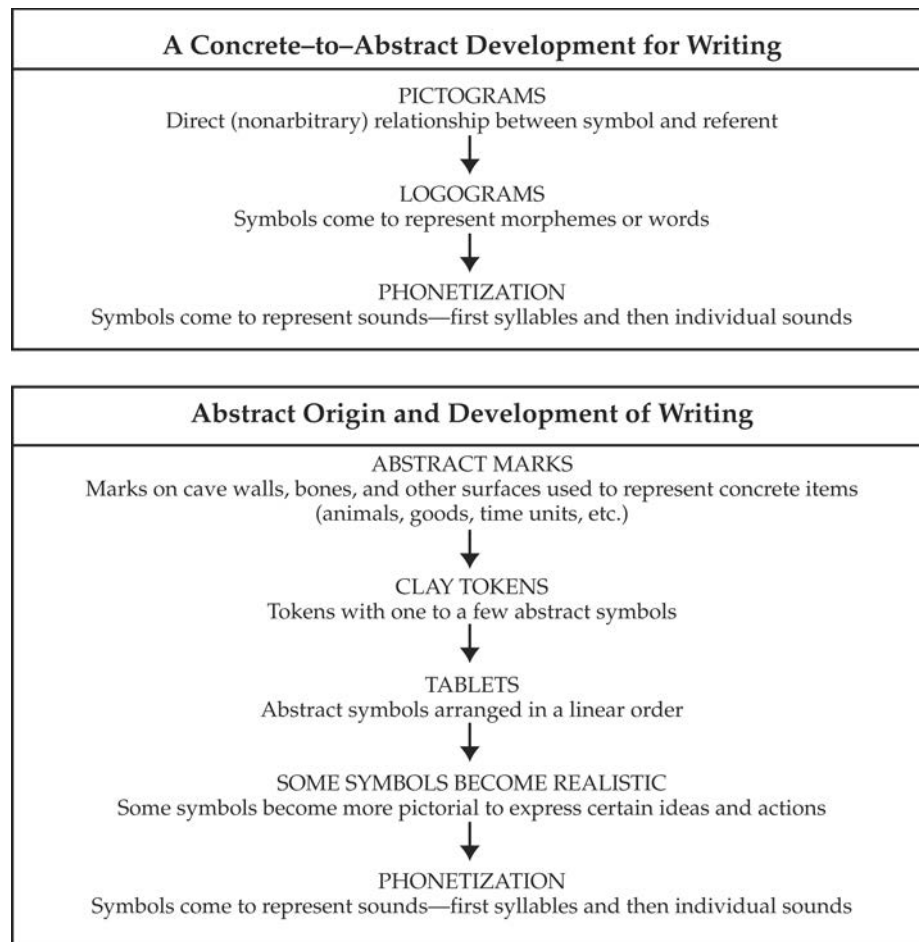 A Concrete–to–Abstract Development for Writing
PICTOGRAMS
Direct (nonarbitrary) relationship between symbol and referent
LOGOGRAMS
Symbols come to represent morphemes or words
PHONETIZATION
Symbols come to represent sounds—first syllables and then individual sounds
Abstract Origin and Development of Writing
ABSTRACT MARKS
Marks on cave walls, bones, and other surfaces used to represent concrete items
(animals, goods, time units, etc.)
CLAY TOKENS
Tokens with one to a few abstract symbols
TABLETS
Abstract symbols arranged in a linear order
SOME SYMBOLS BECOME REALISTIC
Some symbols become more pictorial to express certain ideas and actions
PHONETIZATION
Symbols come to represent sounds—first syllables and then individual sounds